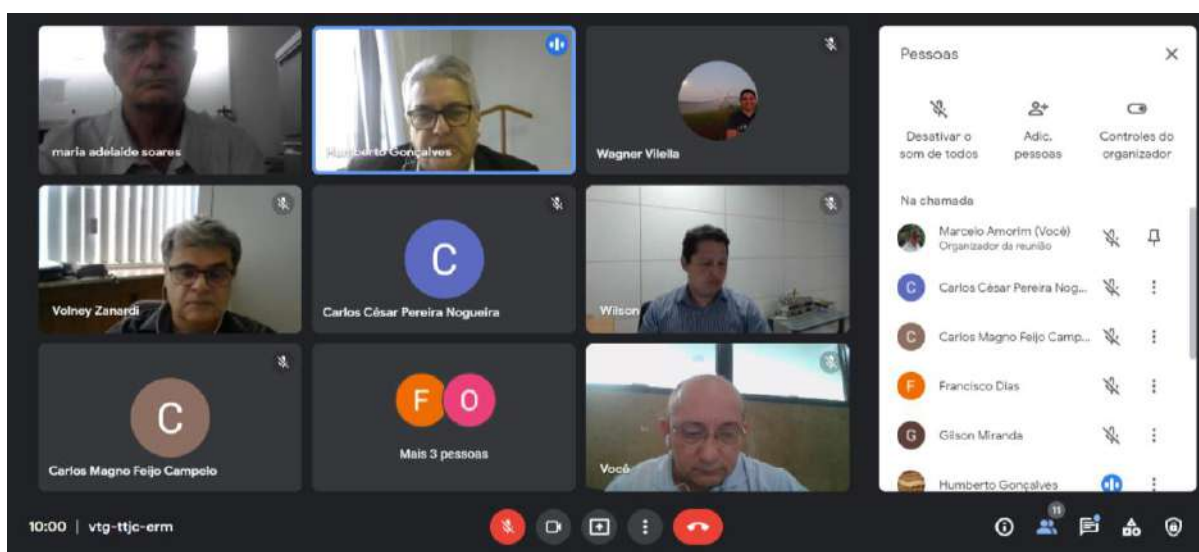 maria adelaide soares
Humberto Gonçalves
Wagner Vilella
Volney Zanardi
C
Carlos César Pereira Nogueira
Wilson
C
Carlos Magno Feijo Campelo
F O
Mais 3 pessoas
Você
Pessoas
Desativar o
som de todos
Adic.
pessoas
Controles do
organizador
Na chamada
Marcelo Amorim (Você)
Organizador da reunião
C
Carlos César Pereira Nog...
C
Carlos Magno Feijo Camp...
F
Francisco Dias
G
Gilson Miranda
Humberto Gonçalves
10:00 | vtg-ttjc-erm
11